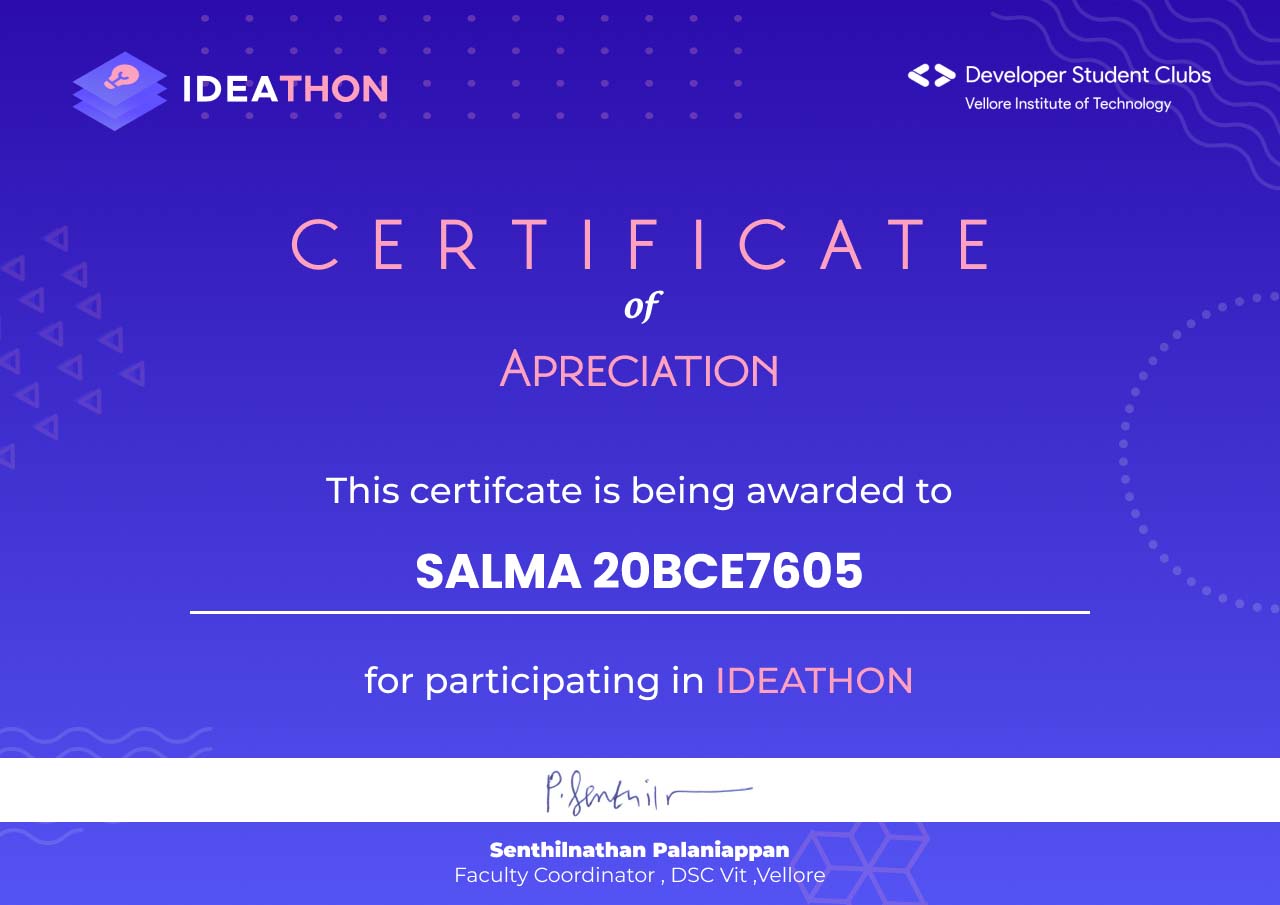 IDEATHON
Developer Student Clubs
Vellore Institute of Technology
CERTIFICATE
of
APRECIATION
This certifcate is being awarded to
SALMA 20BCE7605
for participating in IDEATHON
P. Senthil
Senthilnathan Palaniappan
Faculty Coordinator , DSC Vit ,Vellore